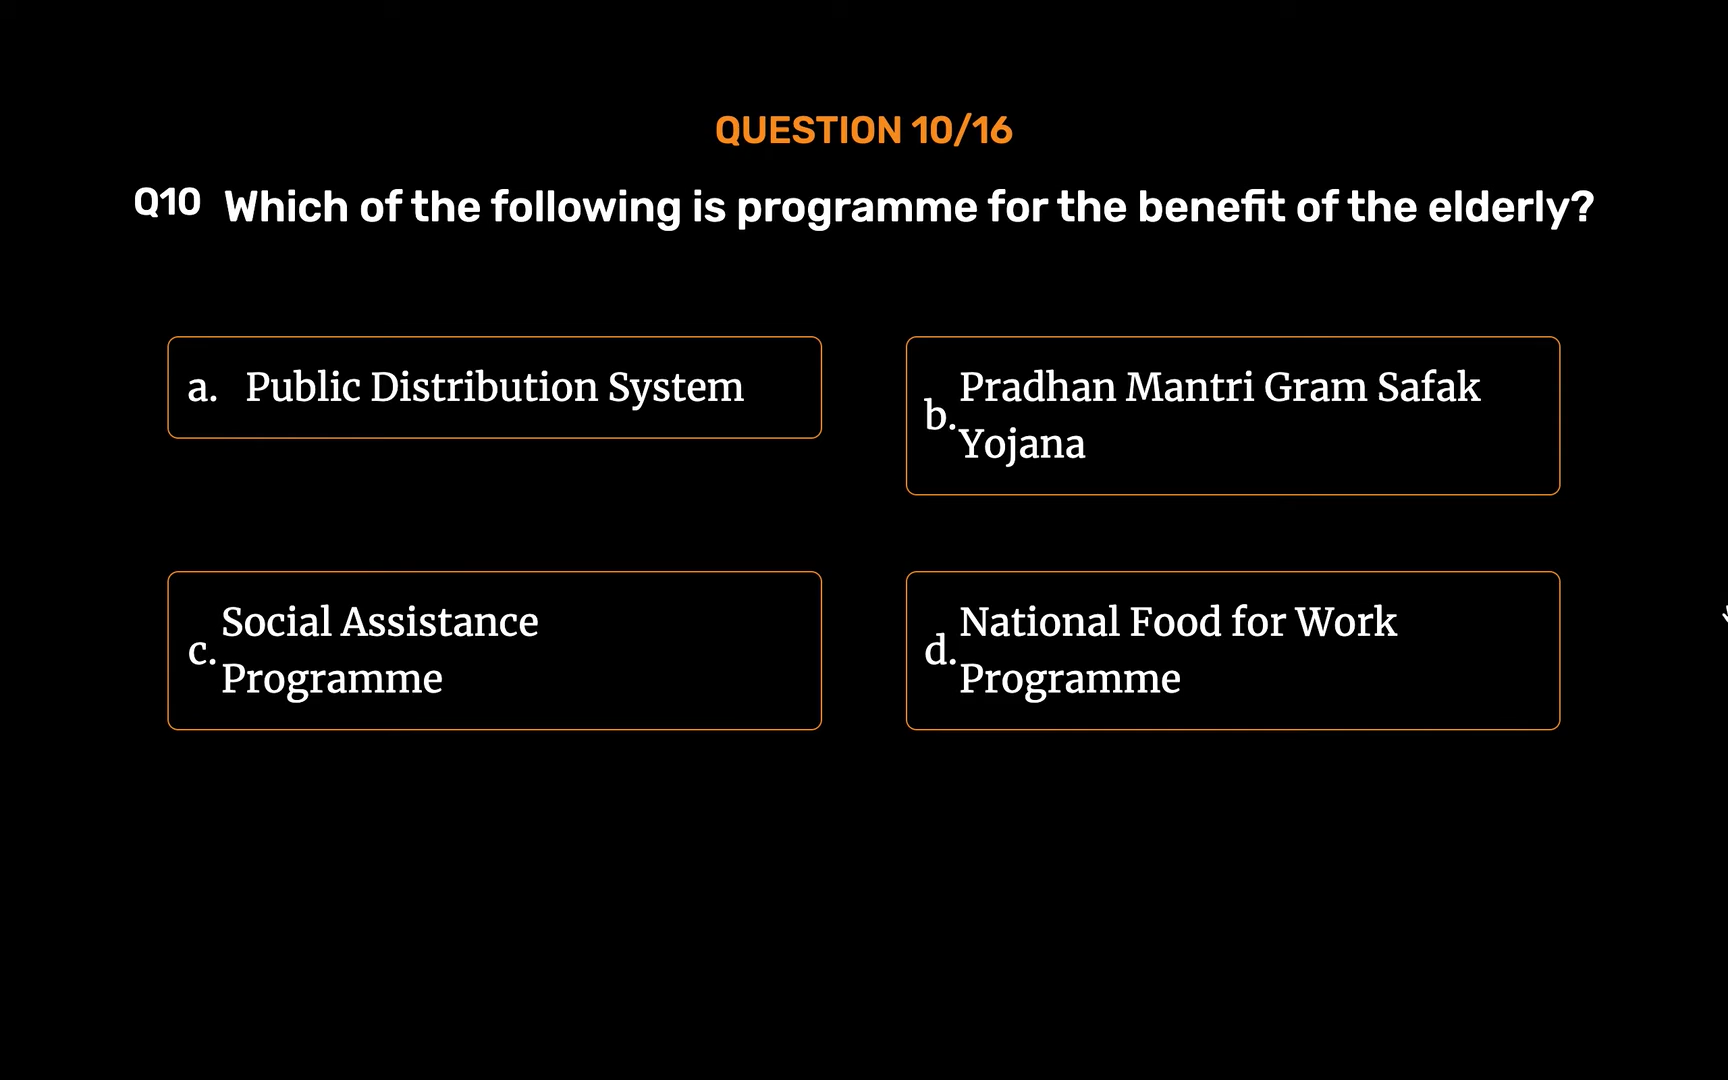 QUESTION 10/16
Q10 Which of the following is programme for the benefit of the elderly?
a. Public Distribution System
b. Pradhan Mantri Gram Safak
Yojana
c. Social Assistance
Programme
d. National Food for Work
Programme